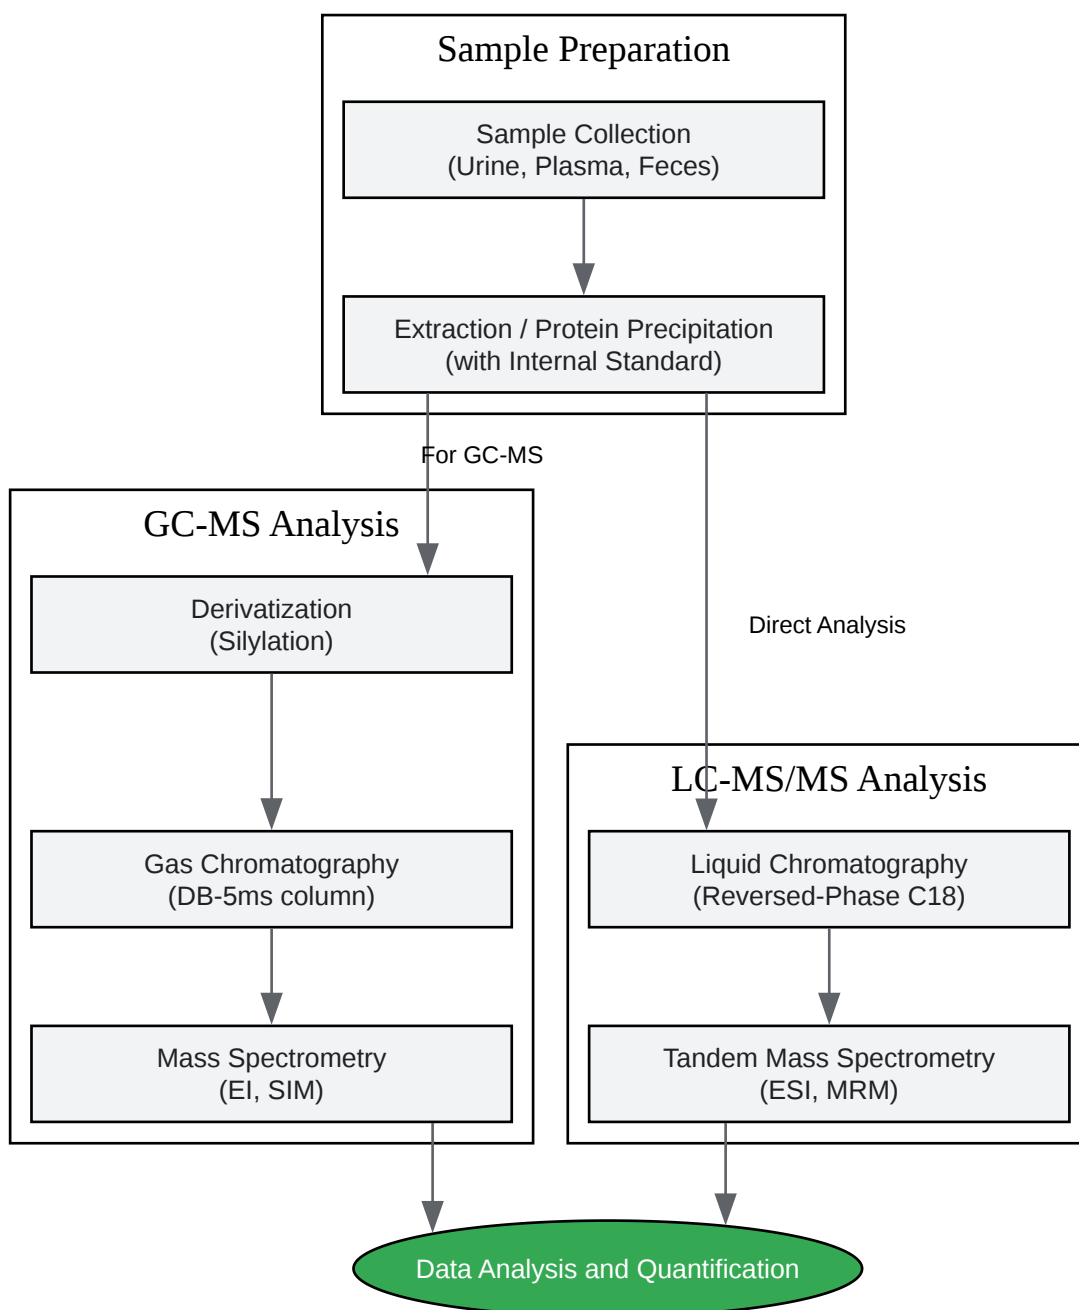 Sample Preparation
Sample Collection
(Urine, Plasma, Feces)
Extraction / Protein Precipitation
(with Internal Standard)
For GC-MS
GC-MS Analysis
Derivatization
(Silylation)
Direct Analysis
Gas Chromatography
(DB-5ms column)
Mass Spectrometry
(EI, SIM)
LC-MS/MS Analysis
Liquid Chromatography
(Reversed-Phase C18)
Tandem Mass Spectrometry
(ESI, MRM)
Data Analysis and Quantification